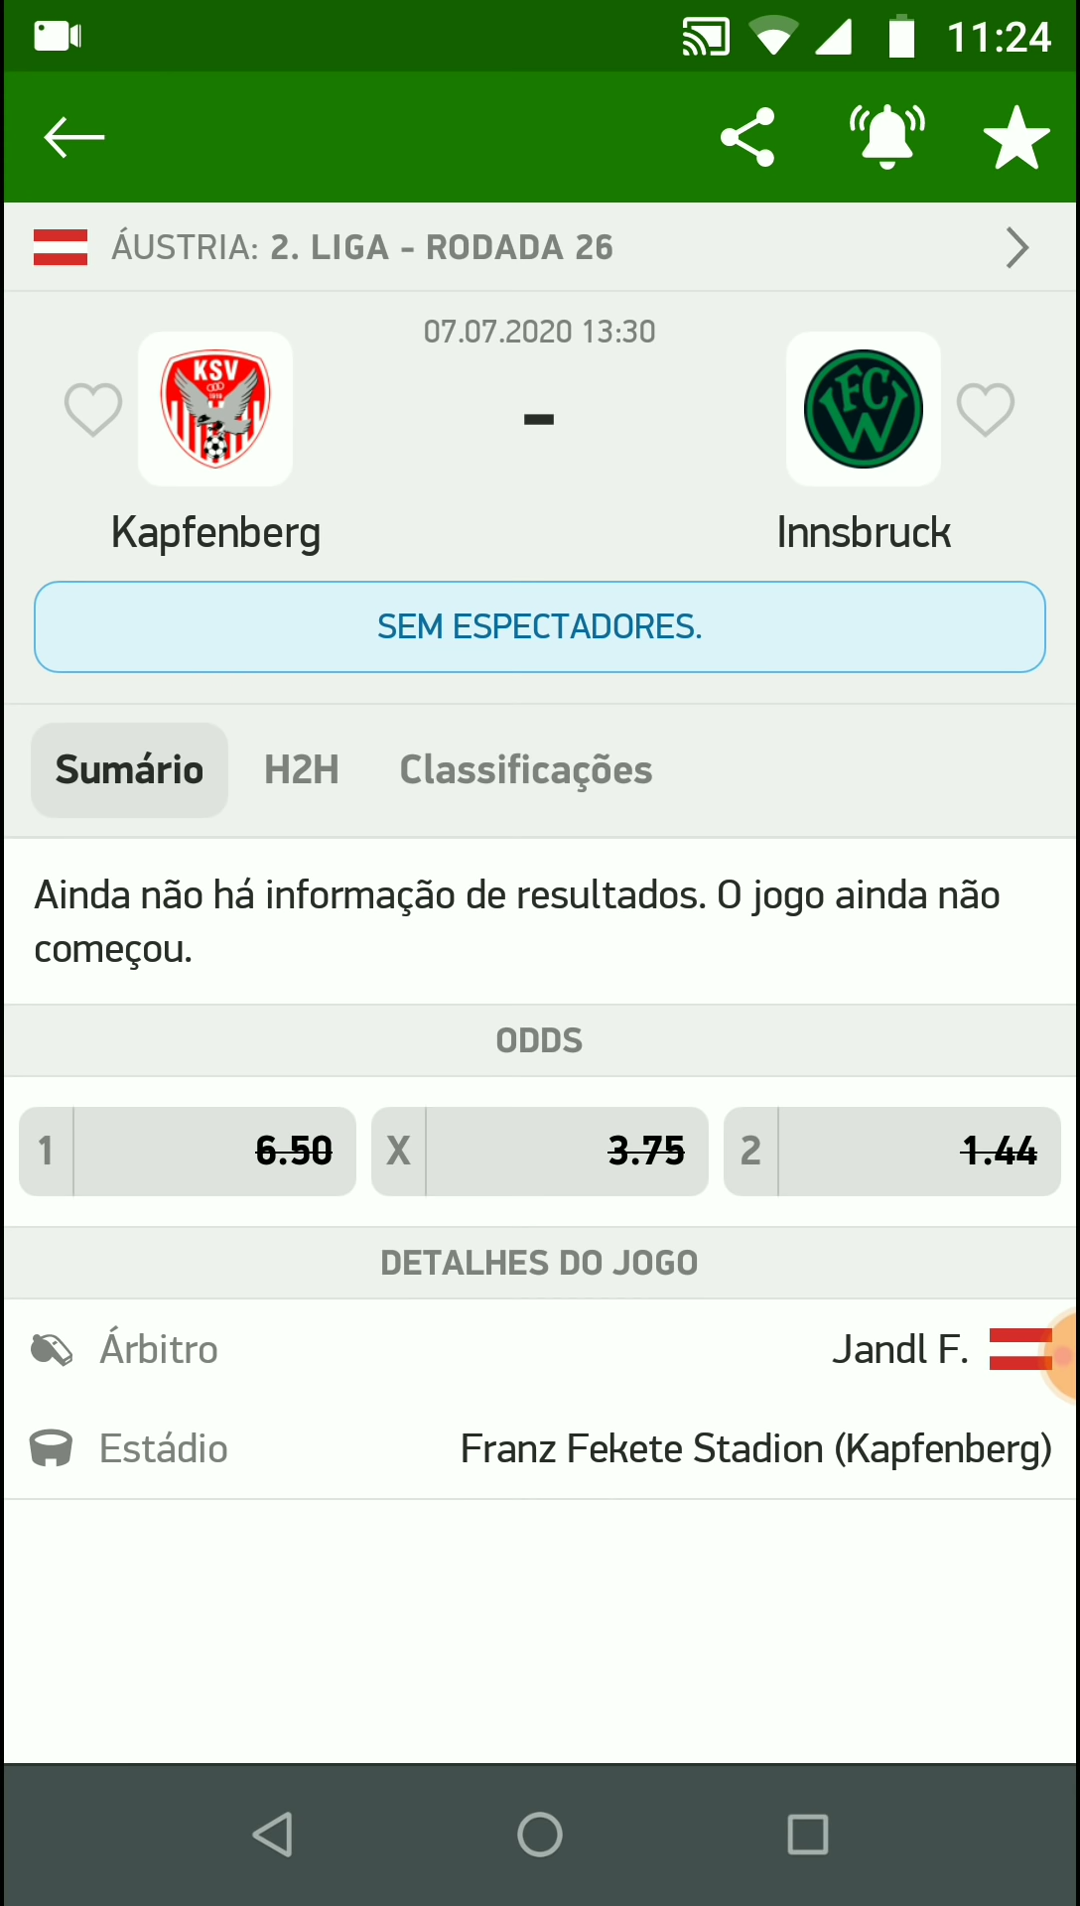 11:24
ÁUSTRIA: 2. LIGA - RODADA 26
07.07.2020 13:30
KSV
1919
FCW
-
Kapfenberg
Innsbruck
SEM ESPECTADORES.
Sumário H2H Classificações
Ainda não há informação de resultados. O jogo ainda não
começou.
ODDS
1 6.50 X 3.75 2 1.44
DETALHES DO JOGO
Árbitro Jandl F.
Estádio Franz Fekete Stadion (Kapfenberg)